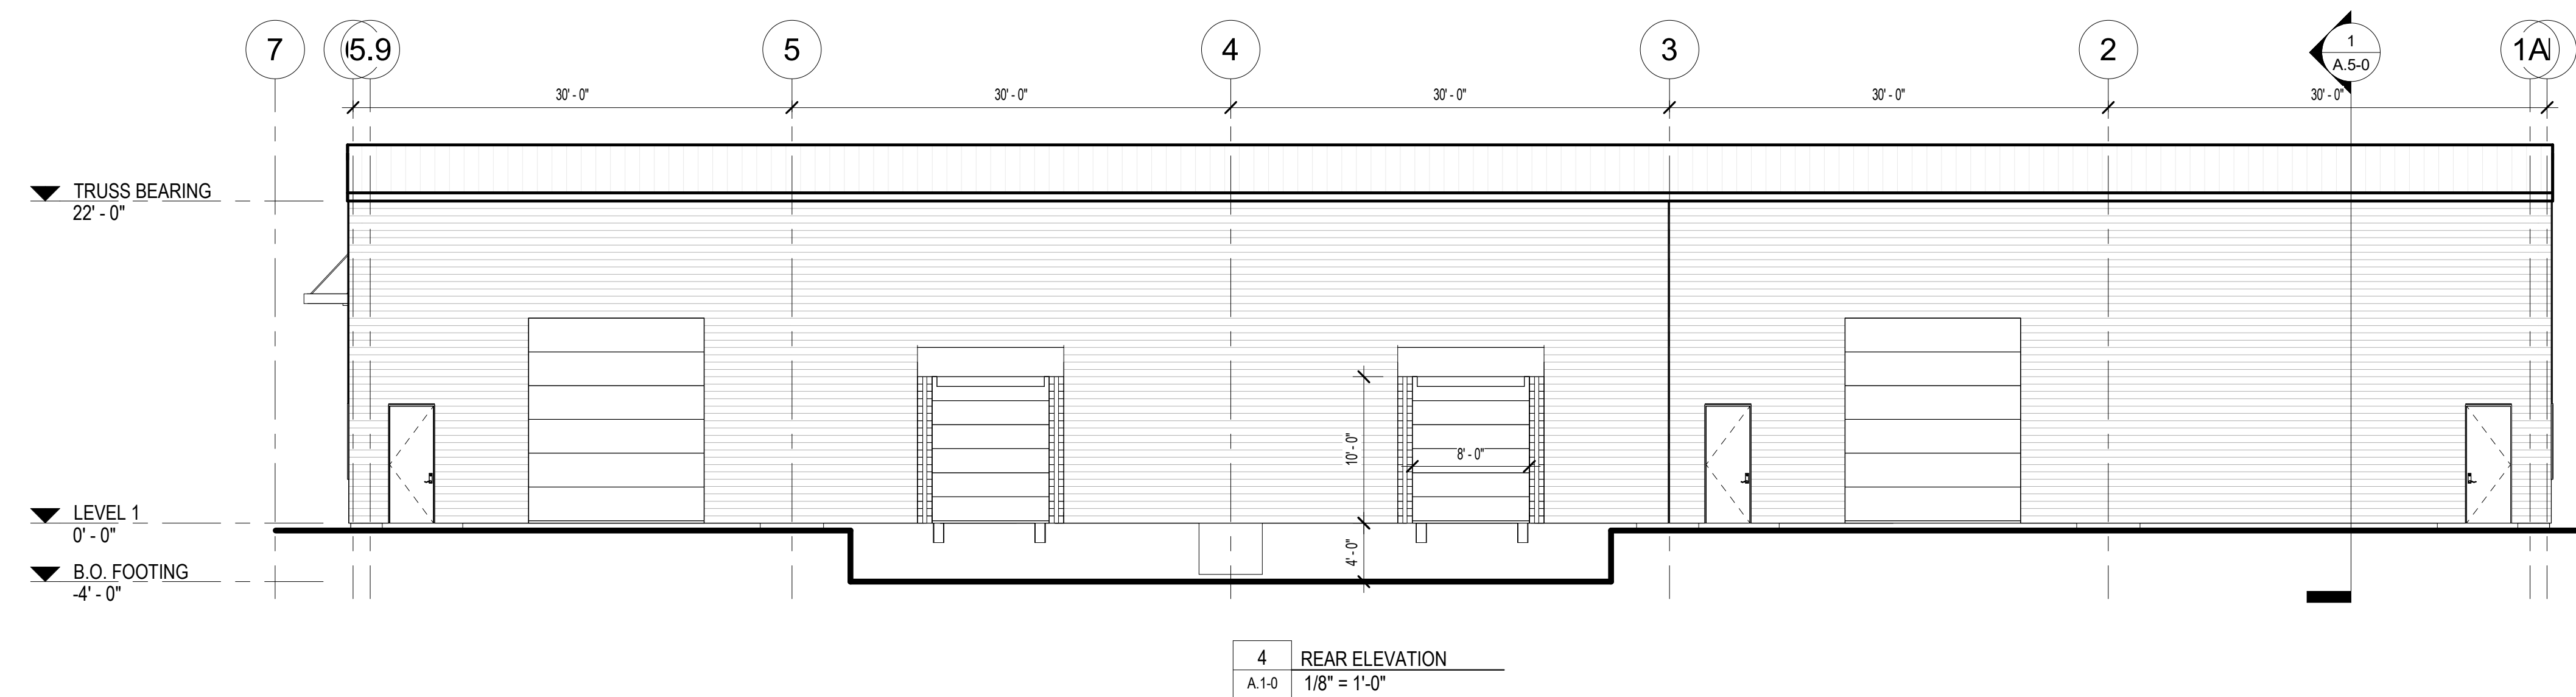 7
5.9
5
4
3
2
1
A.5-0
1A
30' - 0"
30' - 0"
30' - 0"
30' - 0"
30' - 0"
TRUSS BEARING
22' - 0"
10' - 0"
8' - 0"
LEVEL 1
0' - 0"
4' - 0"
B.O. FOOTING
-4' - 0"
4
REAR ELEVATION
A.1-0
1/8" = 1'-0"